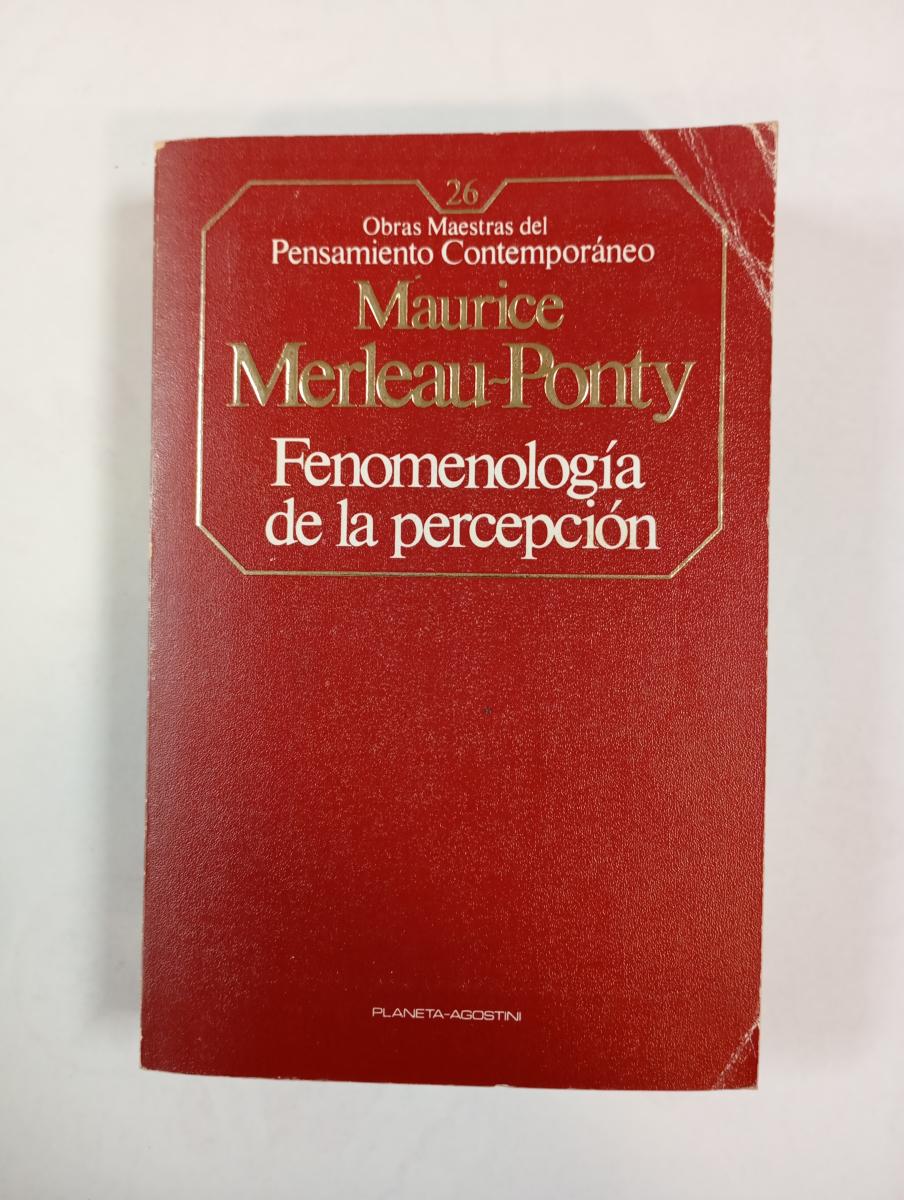 26
Obras Maestras del
Pensamiento Contemporáneo
Maurice
Merleau-Ponty
Fenomenología
de la percepción
PLANETA-AGOSTINI